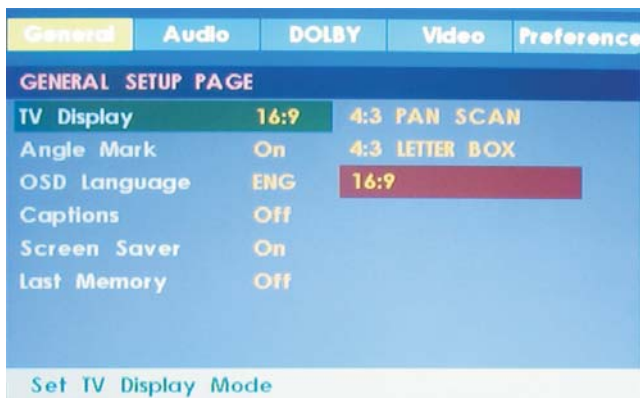 General Audio DOLBY Video Preference
GENERAL SETUP PAGE
TV Display 16:9 4:3 PAN SCAN
Angle Mark On 4:3 LETTER BOX
OSD Language ENG 16:9
Captions Off
Screen Saver On
Last Memory Off
Set TV Display Mode